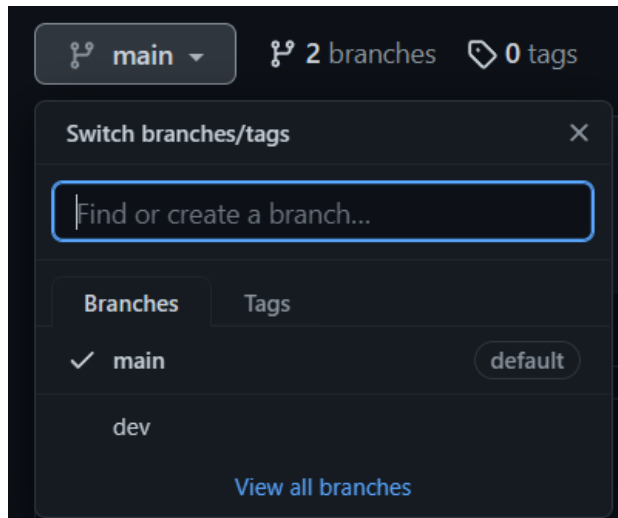 main 2 branches 0 tags
Switch branches/tags
Find or create a branch...
Branches Tags
main default
dev
View all branches